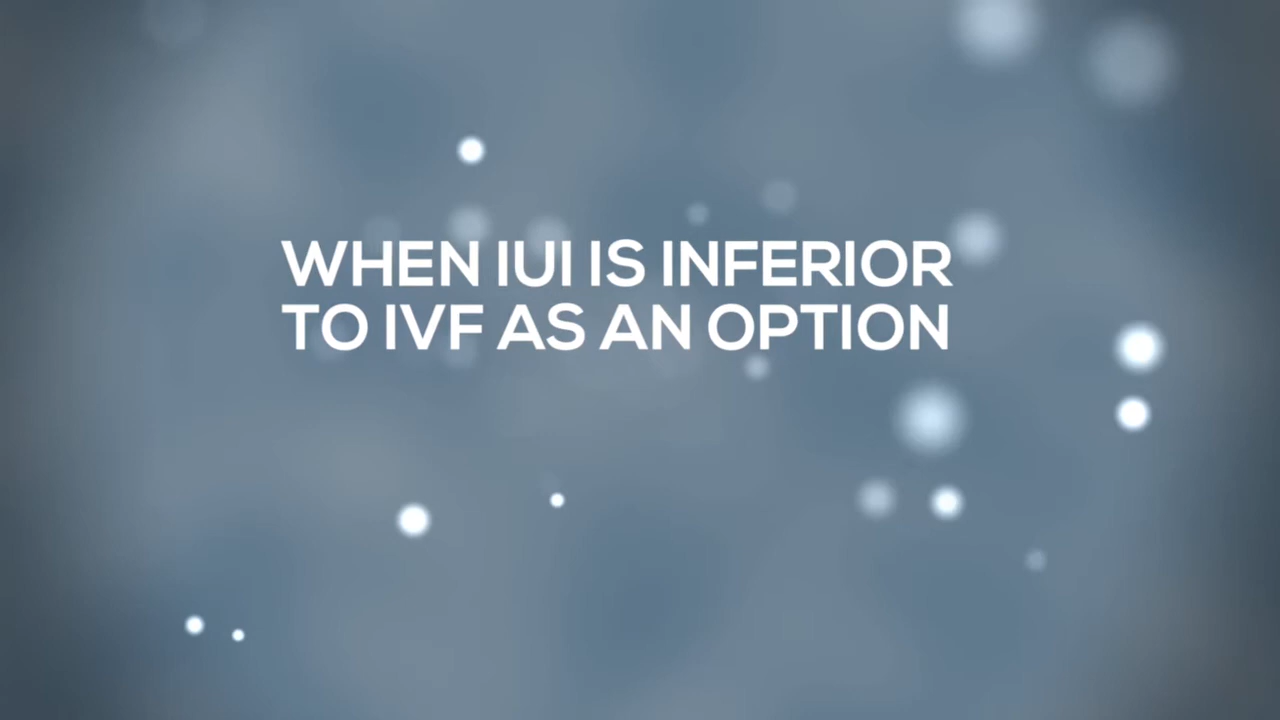 WHEN IUI IS INFERIOR
TO IVF AS AN OPTION